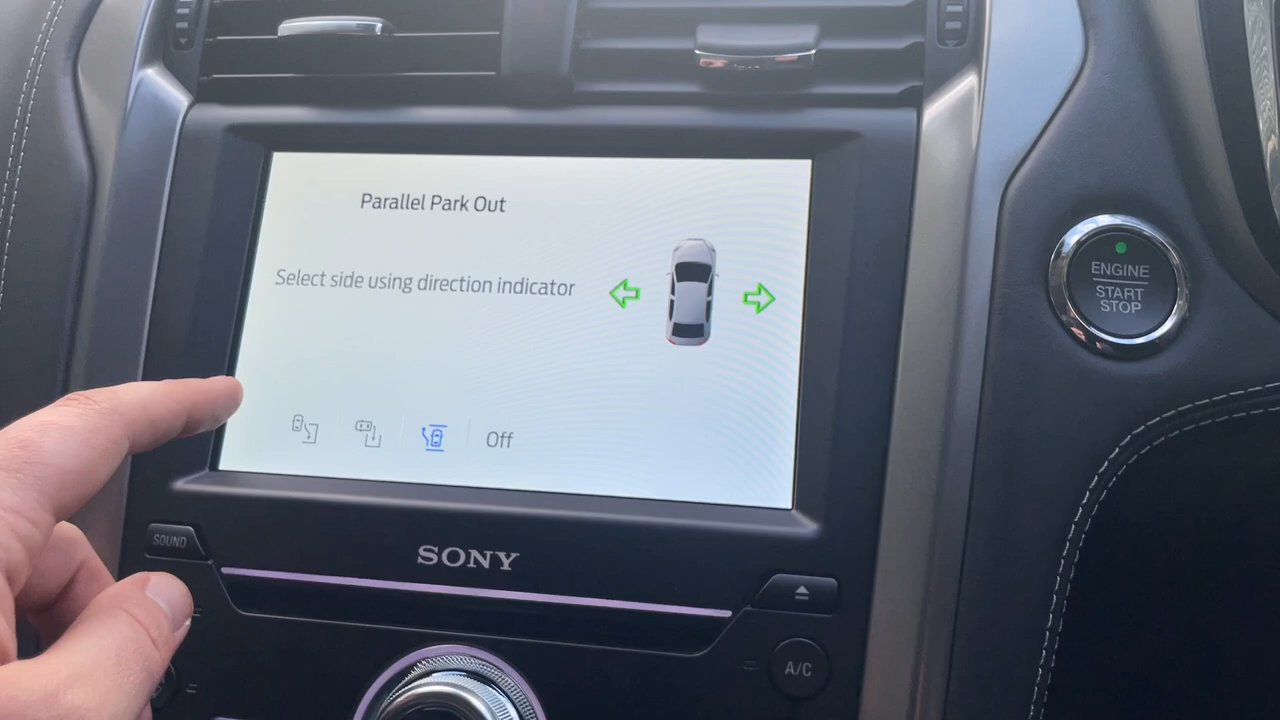 Parallel Park Out
Select side using direction indicator
Off
ENGINE
START
STOP
SOUND
SONY
A/C